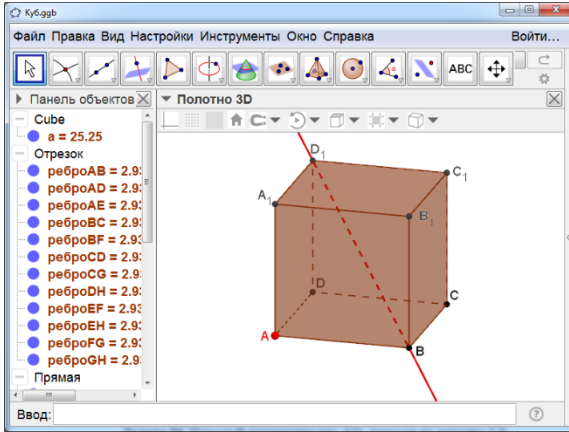 Куб.ggb
Файл Правка Вид Настройки Инструменты Окно Справка Войти...
ABC
Панель объектов
Полотно 3D
Cube
a = 25.25
Отрезок
реброAB = 2.9
реброAD = 2.9
реброAE = 2.9
реброBC = 2.9
реброBF = 2.9
реброCD = 2.9
реброCG = 2.9
реброDH = 2.9
реброEF = 2.9
реброEH = 2.9
реброFG = 2.9
реброGH = 2.9
Прямая
D1
C1
A1
B1
D
C
A
B
Ввод: